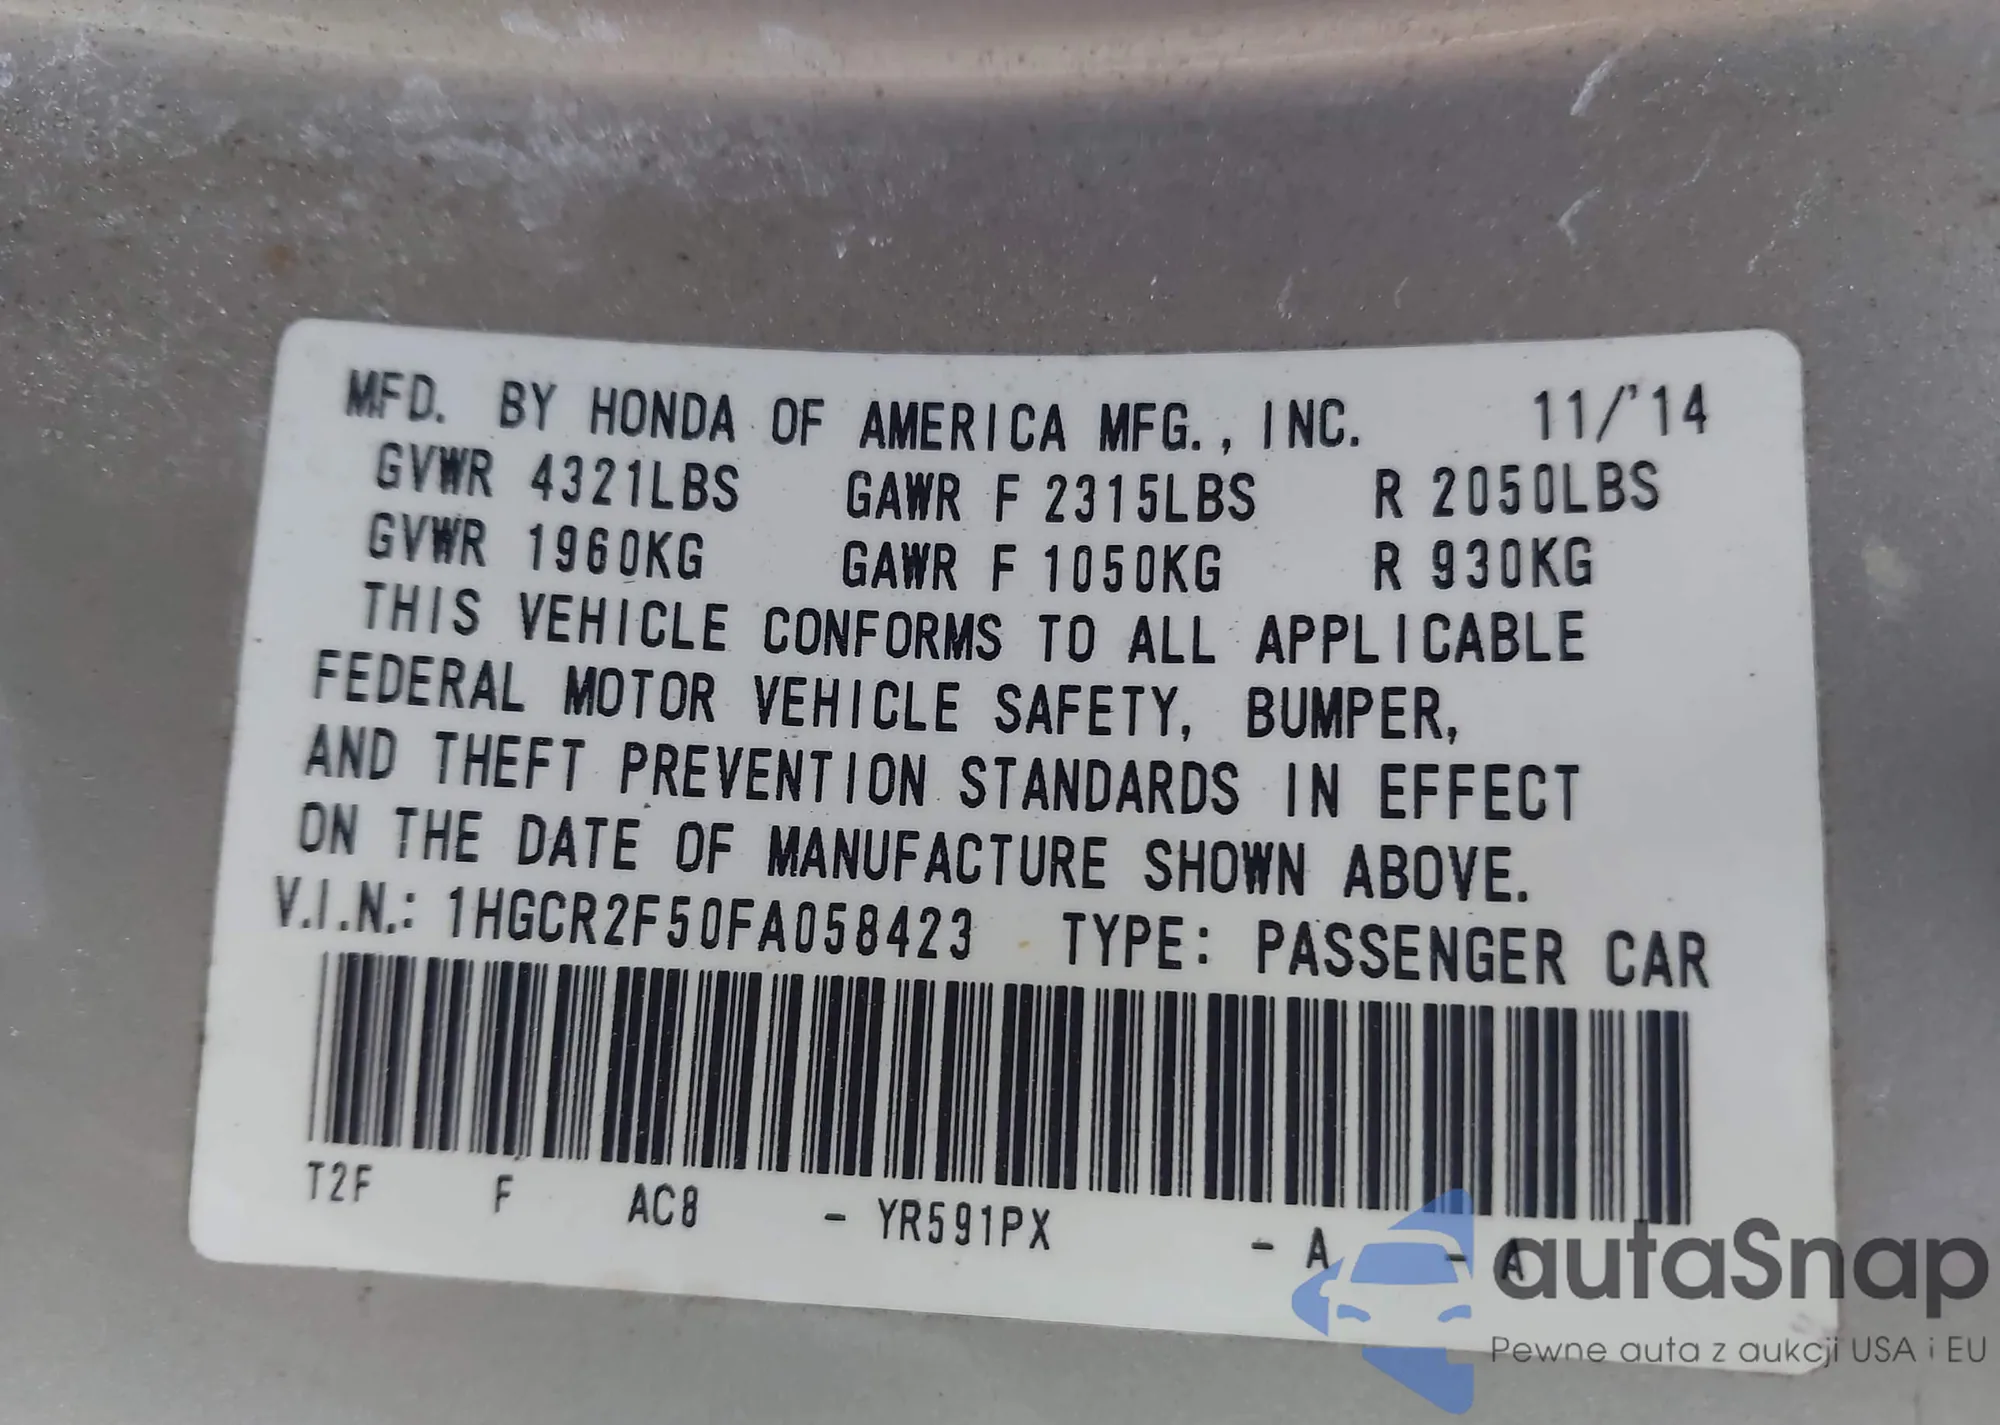 MFD. BY HONDA OF AMERICA MFG., INC. 11/'14
GVWR 4321LBS GAWR F 2315LBS R 2050LBS
GVWR 1960KG GAWR F 1050KG R 930KG
THIS VEHICLE CONFORMS TO ALL APPLICABLE
FEDERAL MOTOR VEHICLE SAFETY, BUMPER,
AND THEFT PREVENTION STANDARDS IN EFFECT
ON THE DATE OF MANUFACTURE SHOWN ABOVE.
V.I.N.: 1HGCR2F50FA058423 TYPE: PASSENGER CAR
T2F F AC8 - YR591PX - A - A
autaSnap
Pewne auta z aukcji USA i EU